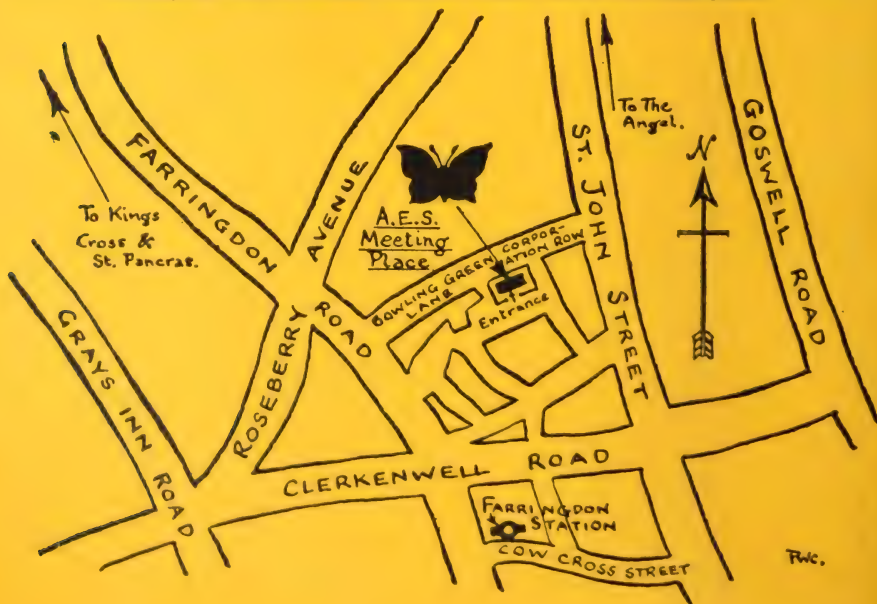 To The
Angel.
GOSWELL ROAD
N
FARRINGDON ROAD
ROSEBERRY AVENUE
ST. JOHN STREET
To Kings
Cross &
St. Pancras.
A.E.S.
Meeting
Place
BOWLING GREEN
LANE
CORPOR-
ATION ROW
Entrance
GRAYS INN ROAD
CLERKENWELL ROAD
FARRINGDON
STATION
COW CROSS STREET